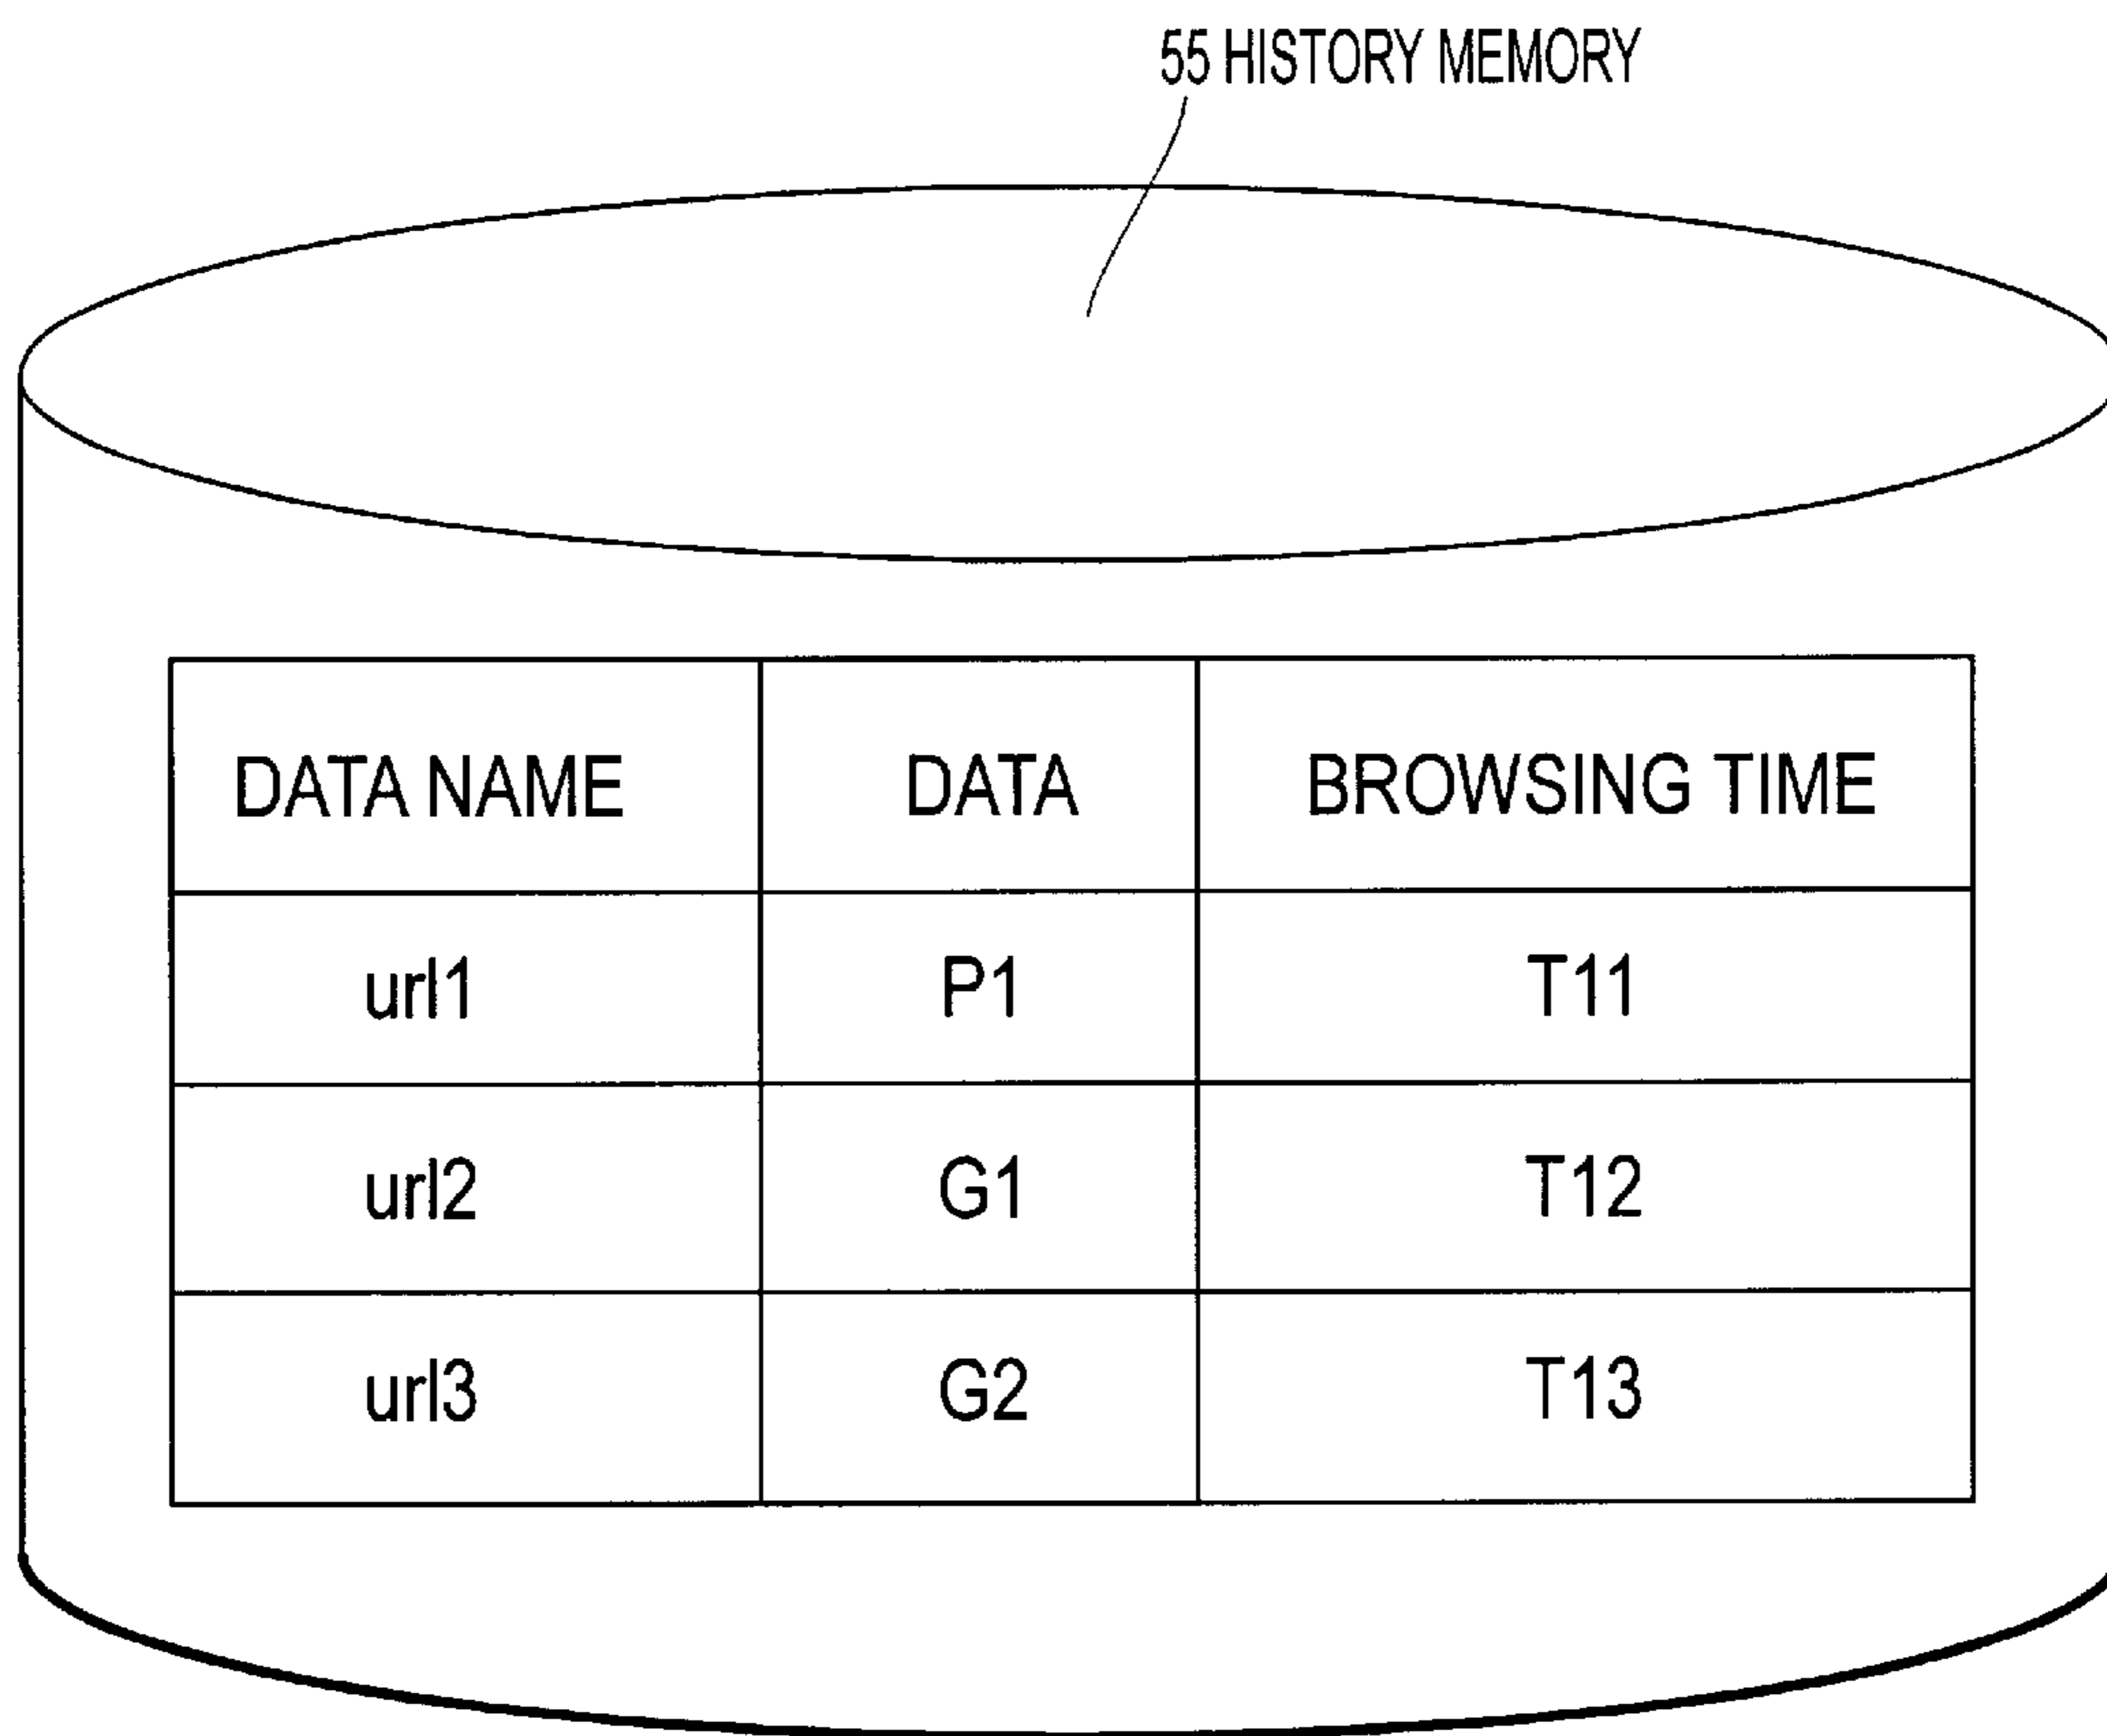 55 HISTORY MEMORY
DATA NAME DATA BROWSING TIME
url1 P1 T11
url2 G1 T12
url3 G2 T13